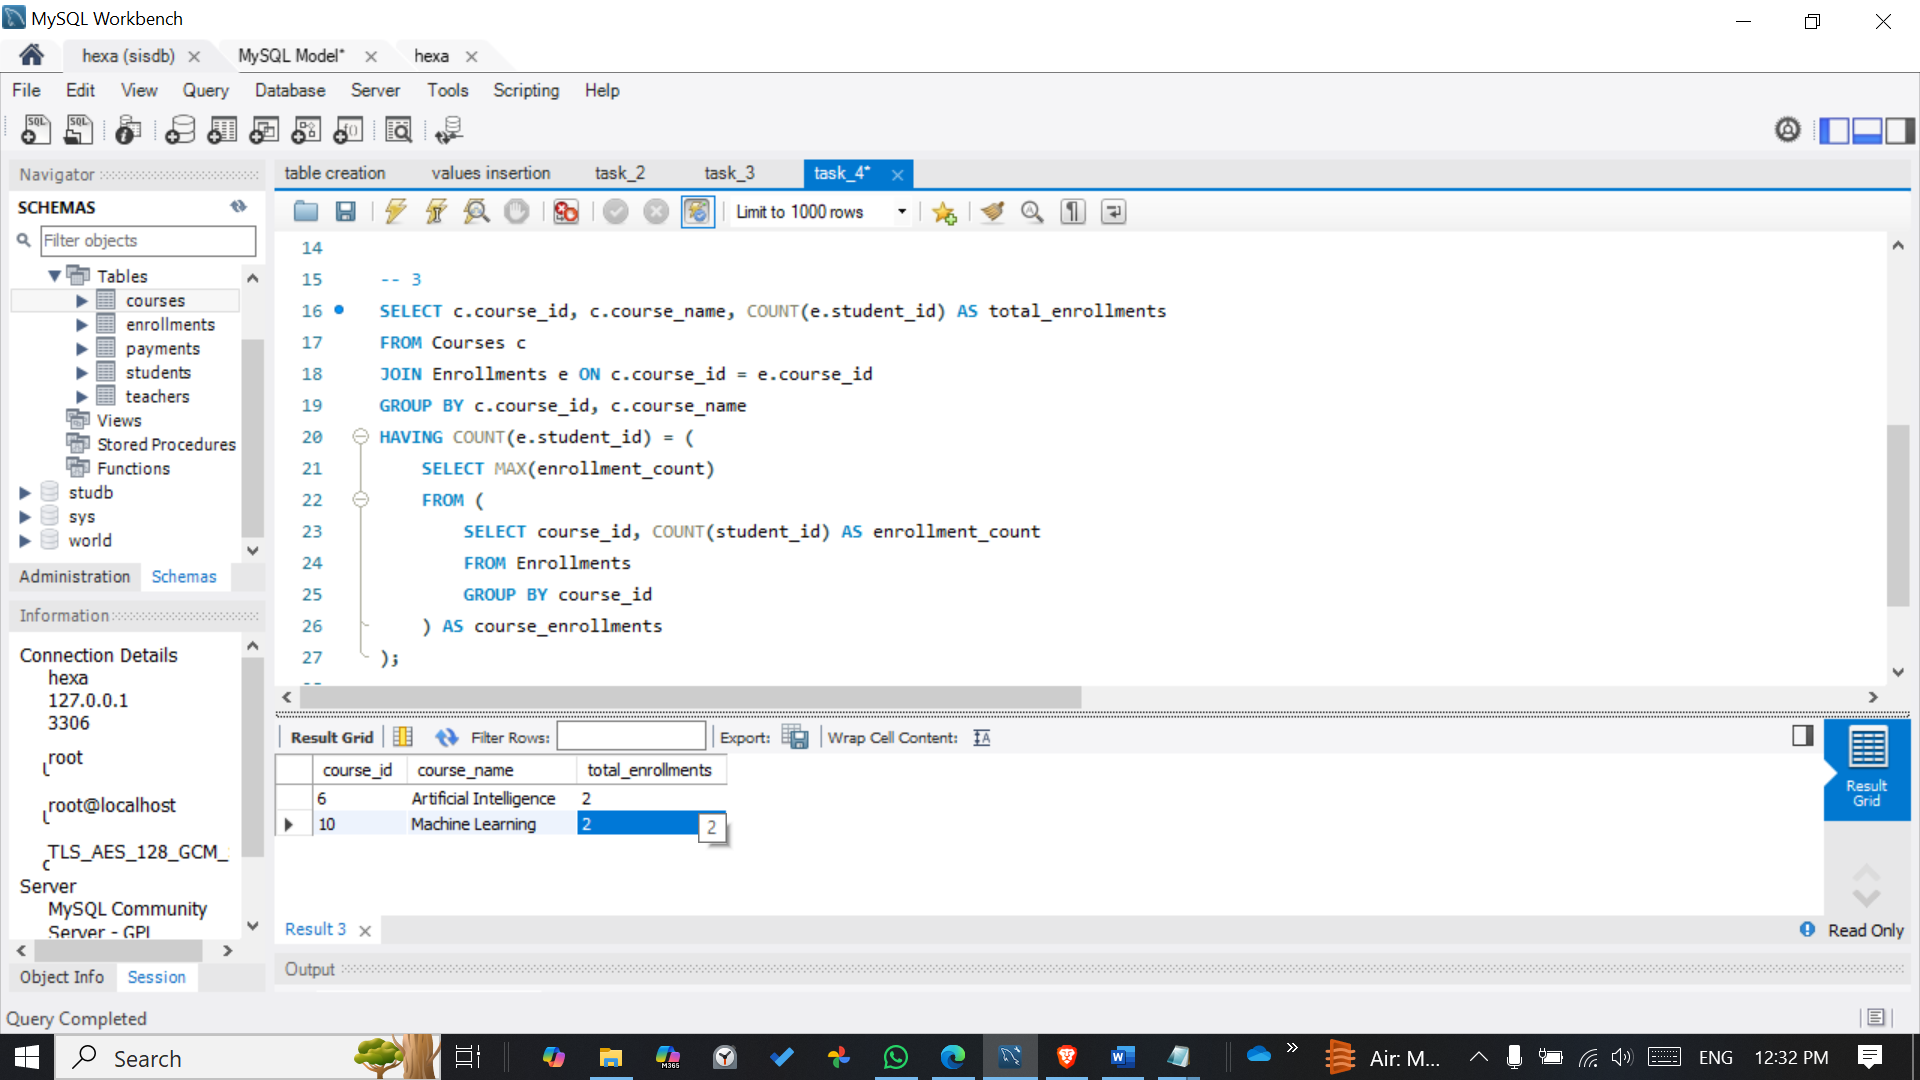 MySQL Workbench
hexa (sisdb)
MySQL Model*
hexa
File Edit View Query Database Server Tools Scripting Help
Navigator
SCHEMAS
Filter objects
Tables
courses
enrollments
payments
students
teachers
Views
Stored Procedures
Functions
studb
sys
world
Administration Schemas
Information
Connection Details
hexa
127.0.0.1
3306
root
root@localhost
TLS_AES_128_GCM_
Server
MySQL Community
Server - GPL
Object Info Session
table creation values insertion task_2 task_3 task_4*
Limit to 1000 rows
14
15 -- 3
16 SELECT c.course_id, c.course_name, COUNT(e.student_id) AS total_enrollments
17 FROM Courses c
18 JOIN Enrollments e ON c.course_id = e.course_id
19 GROUP BY c.course_id, c.course_name
20 HAVING COUNT(e.student_id) = (
21 SELECT MAX(enrollment_count)
22 FROM (
23 SELECT course_id, COUNT(student_id) AS enrollment_count
24 FROM Enrollments
25 GROUP BY course_id
26 ) AS course_enrollments
27 );
Result Grid Filter Rows: Export: Wrap Cell Content:
course_id course_name total_enrollments
6 Artificial Intelligence 2
10 Machine Learning 2
2
Result Grid
Result 3
Read Only
Output
Query Completed
Search
Air: M...
ENG
12:32 PM